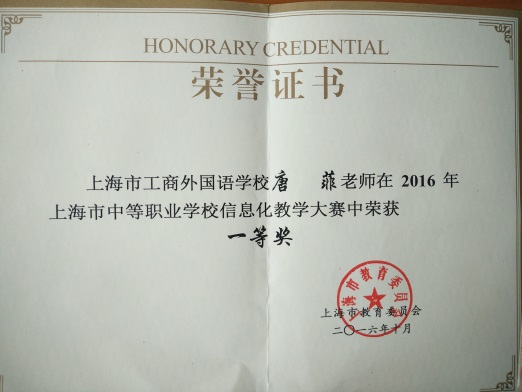 HONORARY CREDENTIAL
荣誉证书
上海市工商外国语学校唐 菲老师在 2016 年
上海市中等职业学校信息化教学大赛中荣获
一等奖
上海市教育委员会
上海市教育委员会
二〇一六年十月